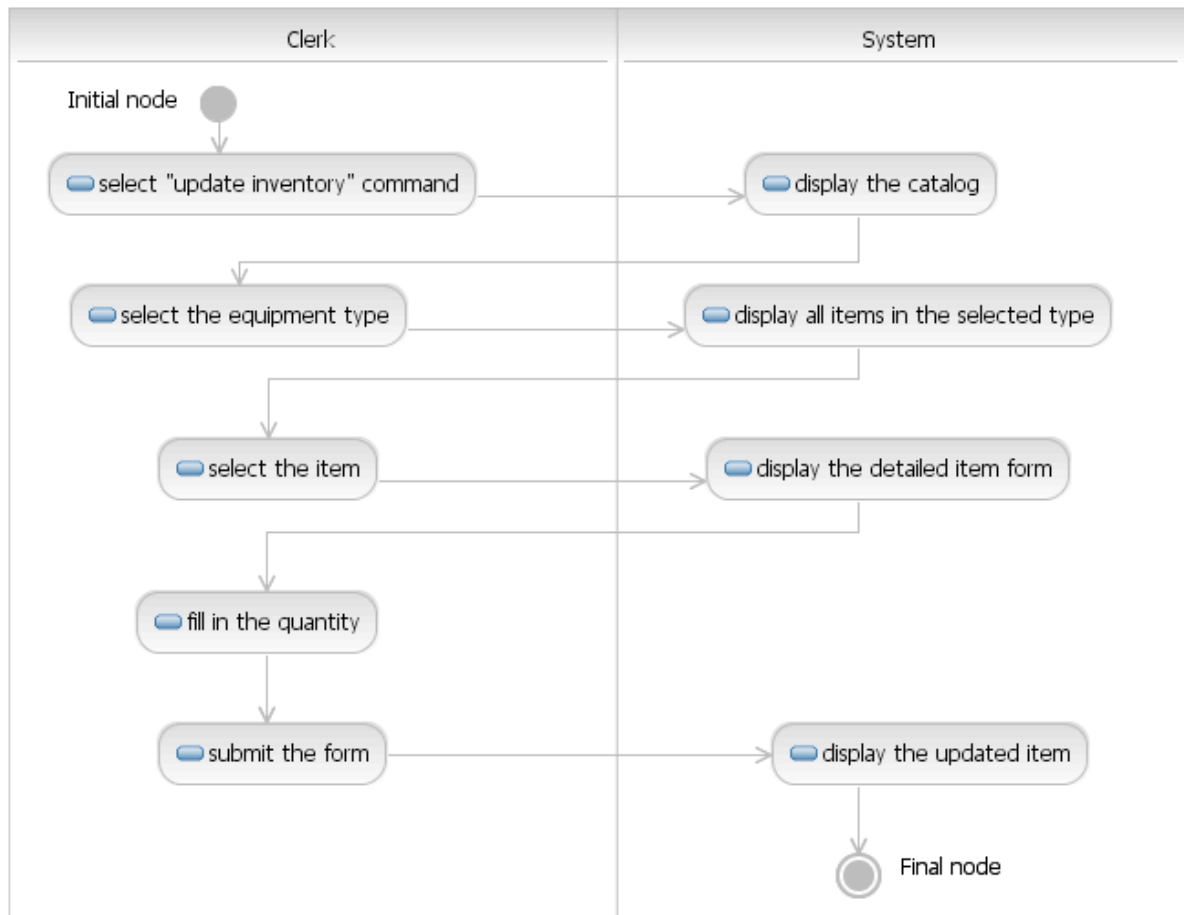 Clerk
System
Initial node
select "update inventory" command
display the catalog
select the equipment type
display all items in the selected type
select the item
display the detailed item form
fill in the quantity
submit the form
display the updated item
Final node